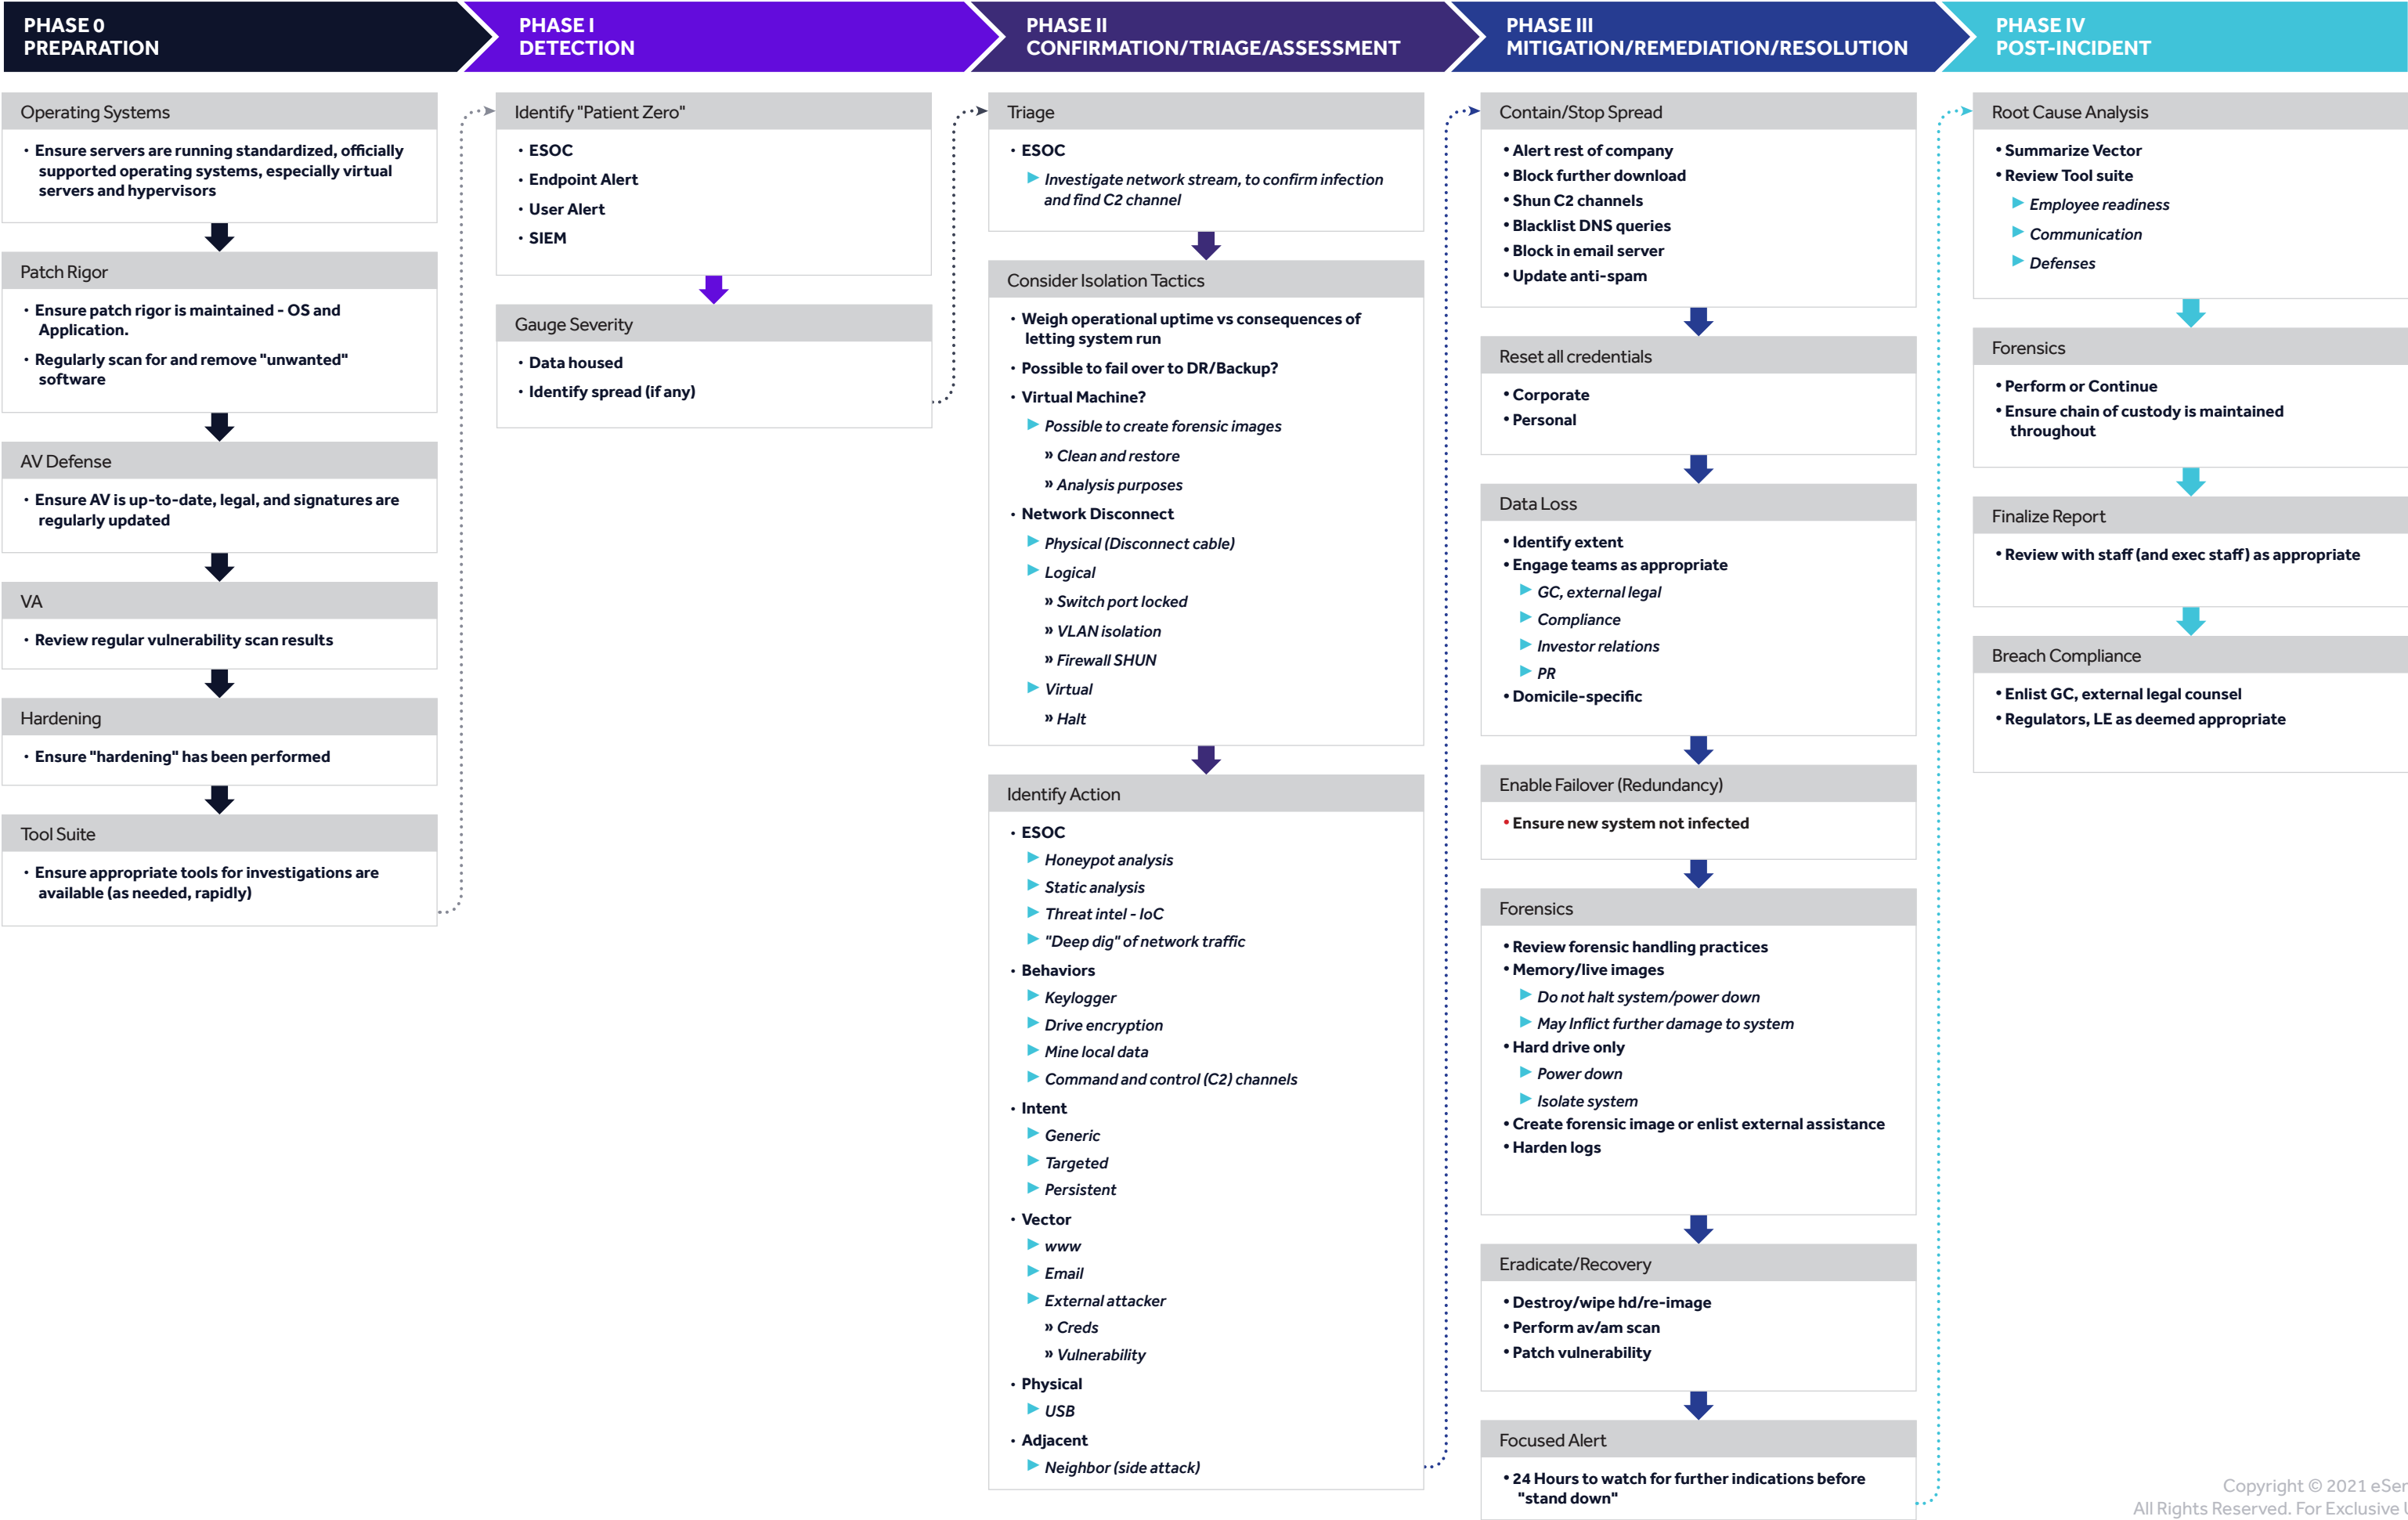 PHASE 0
PREPARATION
PHASE I
DETECTION
PHASE II
CONFIRMATION/TRIAGE/ASSESSMENT
PHASE III
MITIGATION/REMEDIATION/RESOLUTION
PHASE IV
POST-INCIDENT
Operating Systems
· Ensure servers are running standardized, officially
supported operating systems, especially virtual
servers and hypervisors
Patch Rigor
· Ensure patch rigor is maintained - OS and
Application.
· Regularly scan for and remove "unwanted"
software
AV Defense
· Ensure AV is up-to-date, legal, and signatures are
regularly updated
VA
· Review regular vulnerability scan results
Hardening
· Ensure "hardening" has been performed
Tool Suite
· Ensure appropriate tools for investigations are
available (as needed, rapidly)
Identify "Patient Zero"
· ESOC
· Endpoint Alert
· User Alert
· SIEM
Gauge Severity
· Data housed
· Identify spread (if any)
Triage
· ESOC
Investigate network stream, to confirm infection
and find C2 channel
Consider Isolation Tactics
· Weigh operational uptime vs consequences of
letting system run
· Possible to fail over to DR/Backup?
· Virtual Machine?
Possible to create forensic images
» Clean and restore
» Analysis purposes
· Network Disconnect
Physical (Disconnect cable)
Logical
» Switch port locked
» VLAN isolation
» Firewall SHUN
Virtual
» Halt
Identify Action
· ESOC
Honeypot analysis
Static analysis
Threat intel - IoC
"Deep dig" of network traffic
· Behaviors
Keylogger
Drive encryption
Mine local data
Command and control (C2) channels
· Intent
Generic
Targeted
Persistent
· Vector
www
Email
External attacker
» Creds
» Vulnerability
· Physical
USB
· Adjacent
Neighbor (side attack)
Contain/Stop Spread
• Alert rest of company
• Block further download
• Shun C2 channels
• Blacklist DNS queries
• Block in email server
• Update anti-spam
Reset all credentials
• Corporate
• Personal
Data Loss
• Identify extent
• Engage teams as appropriate
GC, external legal
Compliance
Investor relations
PR
• Domicile-specific
Enable Failover (Redundancy)
• Ensure new system not infected
Forensics
• Review forensic handling practices
• Memory/live images
Do not halt system/power down
May Inflict further damage to system
• Hard drive only
Power down
Isolate system
• Create forensic image or enlist external assistance
• Harden logs
Eradicate/Recovery
• Destroy/wipe hd/re-image
• Perform av/am scan
• Patch vulnerability
Focused Alert
• 24 Hours to watch for further indications before
"stand down"
Root Cause Analysis
• Summarize Vector
• Review Tool suite
Employee readiness
Communication
Defenses
Forensics
• Perform or Continue
• Ensure chain of custody is maintained
throughout
Finalize Report
• Review with staff (and exec staff) as appropriate
Breach Compliance
• Enlist GC, external legal counsel
• Regulators, LE as deemed appropriate
Copyright © 2021
All Rights Reserved. For Exclusive